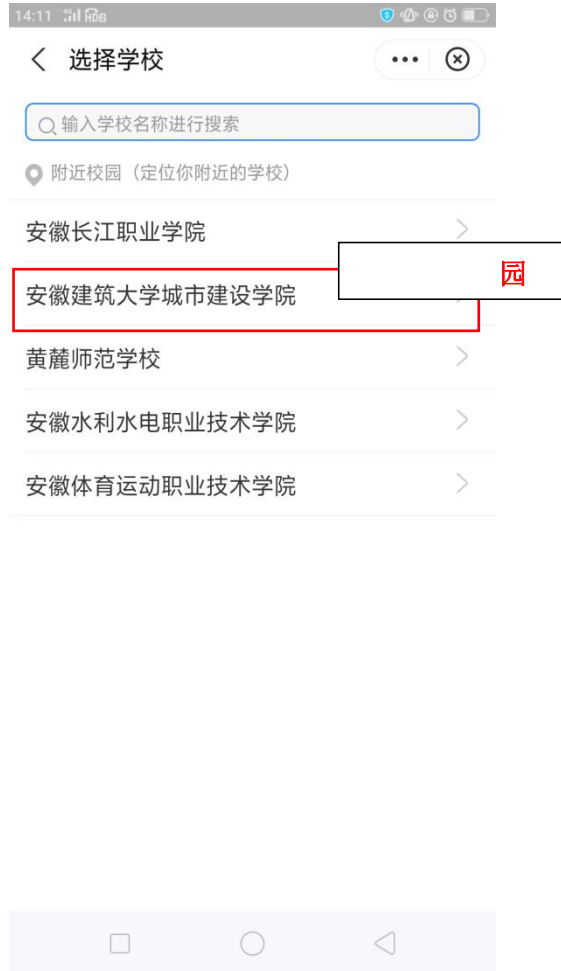 14:11 4G HD
选择学校
输入学校名称进行搜索
附近校园（定位你附近的学校）
安徽长江职业学院
园
安徽建筑大学城市建设学院
黄麓师范学校
安徽水利水电职业技术学院
安徽体育运动职业技术学院